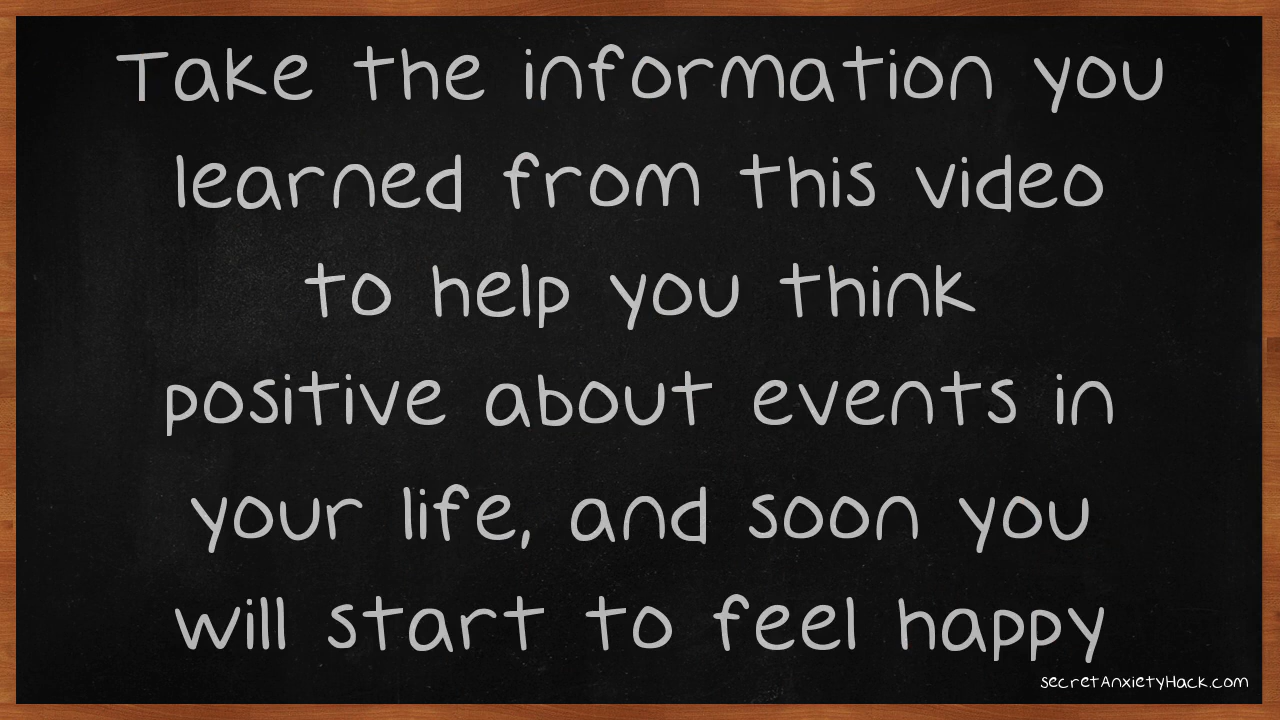 Take the information you
learned from this video
to help you think
positive about events in
your life, and soon you
will start to feel happy
secretAnxietyHack.com